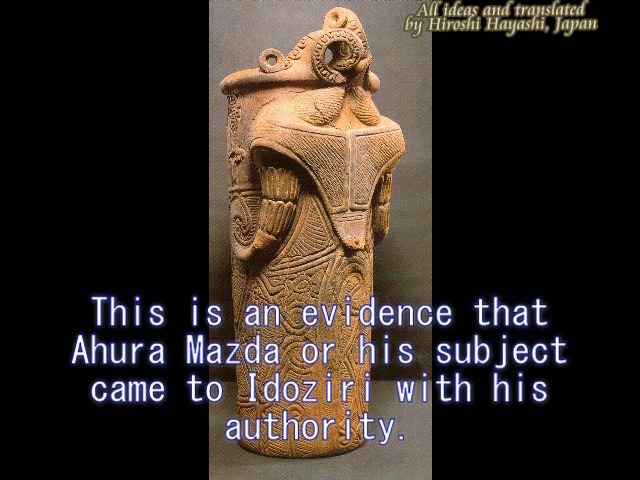 All ideas and translated
by Hiroshi Hayashi, Japan
This is an evidence that
Ahura Mazda or his subject
came to Idoziri with his
authority.